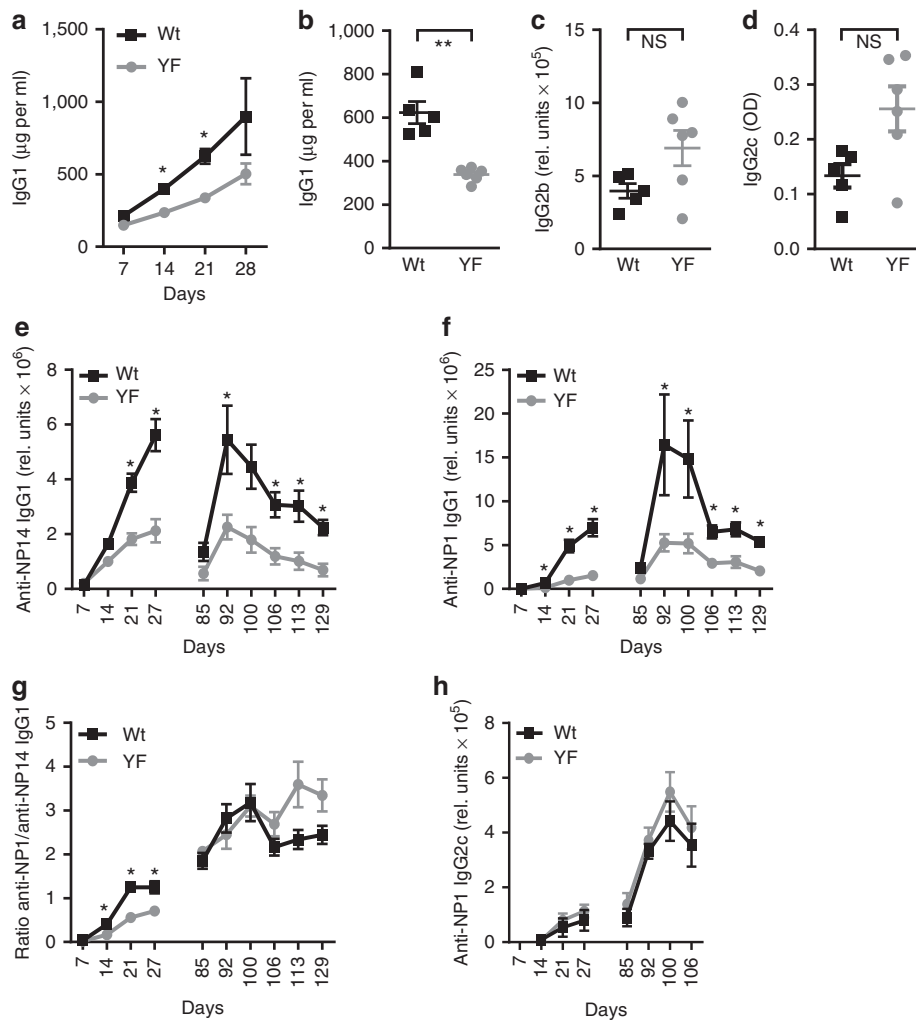 a
IgG1 (μg per ml)
1,500
1,000
500
0
Wt
YF
*
*
7 14 21 28
Days
b
IgG1 (μg per ml)
1,000
800
600
400
200
0
**
Wt YF
c
IgG2b (rel. units × 10⁵)
15
10
5
0
NS
Wt YF
d
IgG2c (OD)
0.4
0.3
0.2
0.1
0.0
NS
Wt YF
e
Anti-NP14 IgG1 (rel. units × 10⁶)
8
6
4
2
0
Wt
YF
* * * * * *
7 14 21 27 85 92 100 106 113 129
Days
f
Anti-NP1 IgG1 (rel. units × 10⁶)
25
20
15
10
5
0
Wt
YF
* * * * * * * *
7 14 21 27 85 92 100 106 113 129
Days
g
Ratio anti-NP1/anti-NP14 IgG1
5
4
3
2
1
0
Wt
YF
* * *
7 14 21 27 85 92 100 106 113 129
Days
h
Anti-NP1 IgG2c (rel. units × 10⁵)
8
6
4
2
0
Wt
YF
7 14 21 27 85 92 100 106
Days